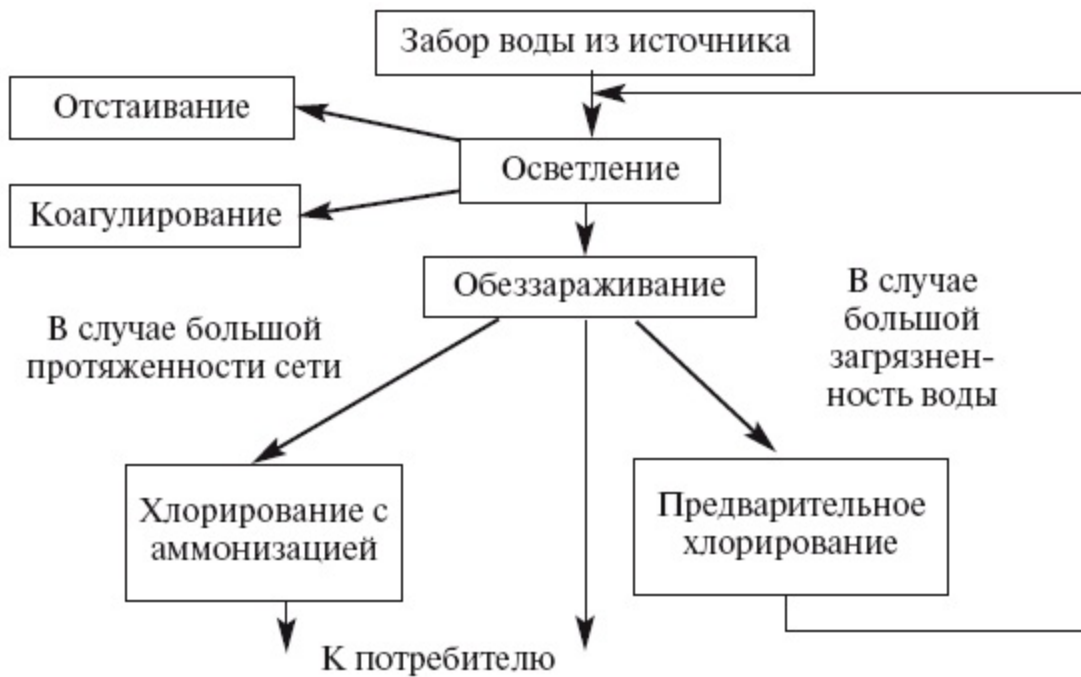 Забор воды из источника
Отстаивание
Осветление
Коагулирование
Обеззараживание
В случае большой
протяженности сети
В случае
большой
загрязнен-
ность воды
Хлорирование с
аммонизацией
Предварительное
хлорирование
К потребителю